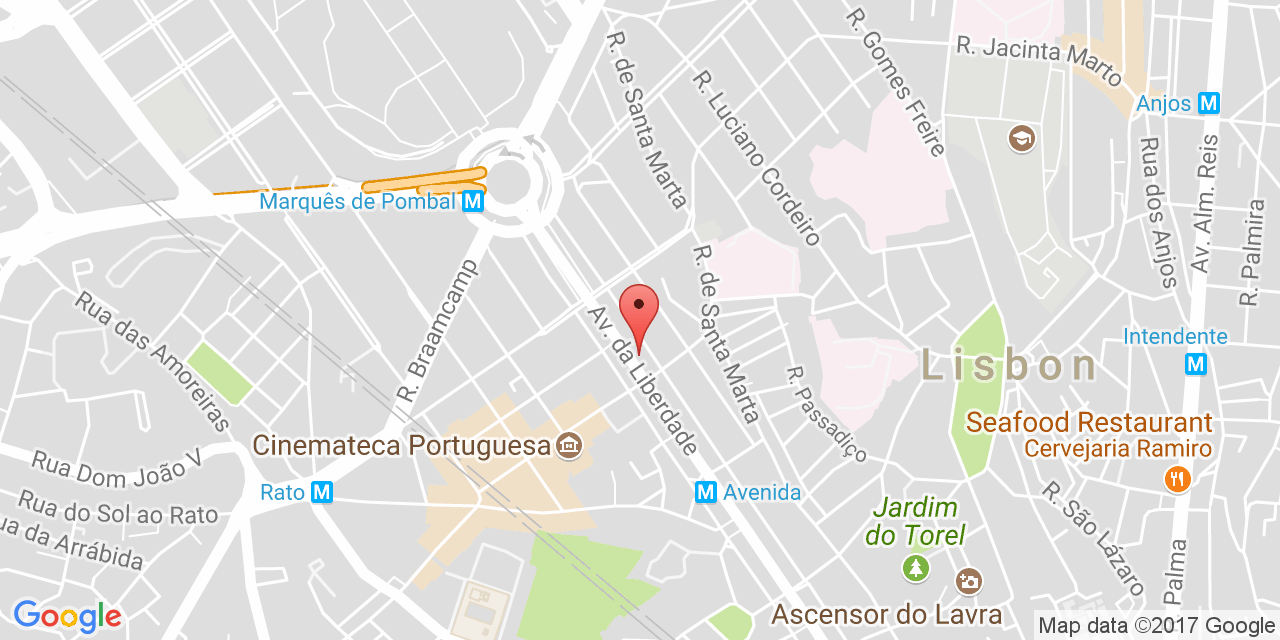 R. de Santa Marta
R. Gomes Freire
R. Jacinta Marto
R. Luciano Cordeiro
Anjos M
Marquês de Pombal M
Rua dos Anjos
Av. Alm. Reis
R. Palmira
R. Braamcamp
Rua das Amoreiras
Av. da Liberdade
R. de Santa Marta
R. Passadiço
Intendente
M
Lisbon
Seafood Restaurant
Cervejaria Ramiro
Cinemateca Portuguesa
Rua Dom João V
Rato M
M Avenida
Rua do Sol ao Rato
ua da Arrábida
Jardim
do Torel
R. São Lázaro
Palma
Ascensor do Lavra
Google
Map data ©2017 Google